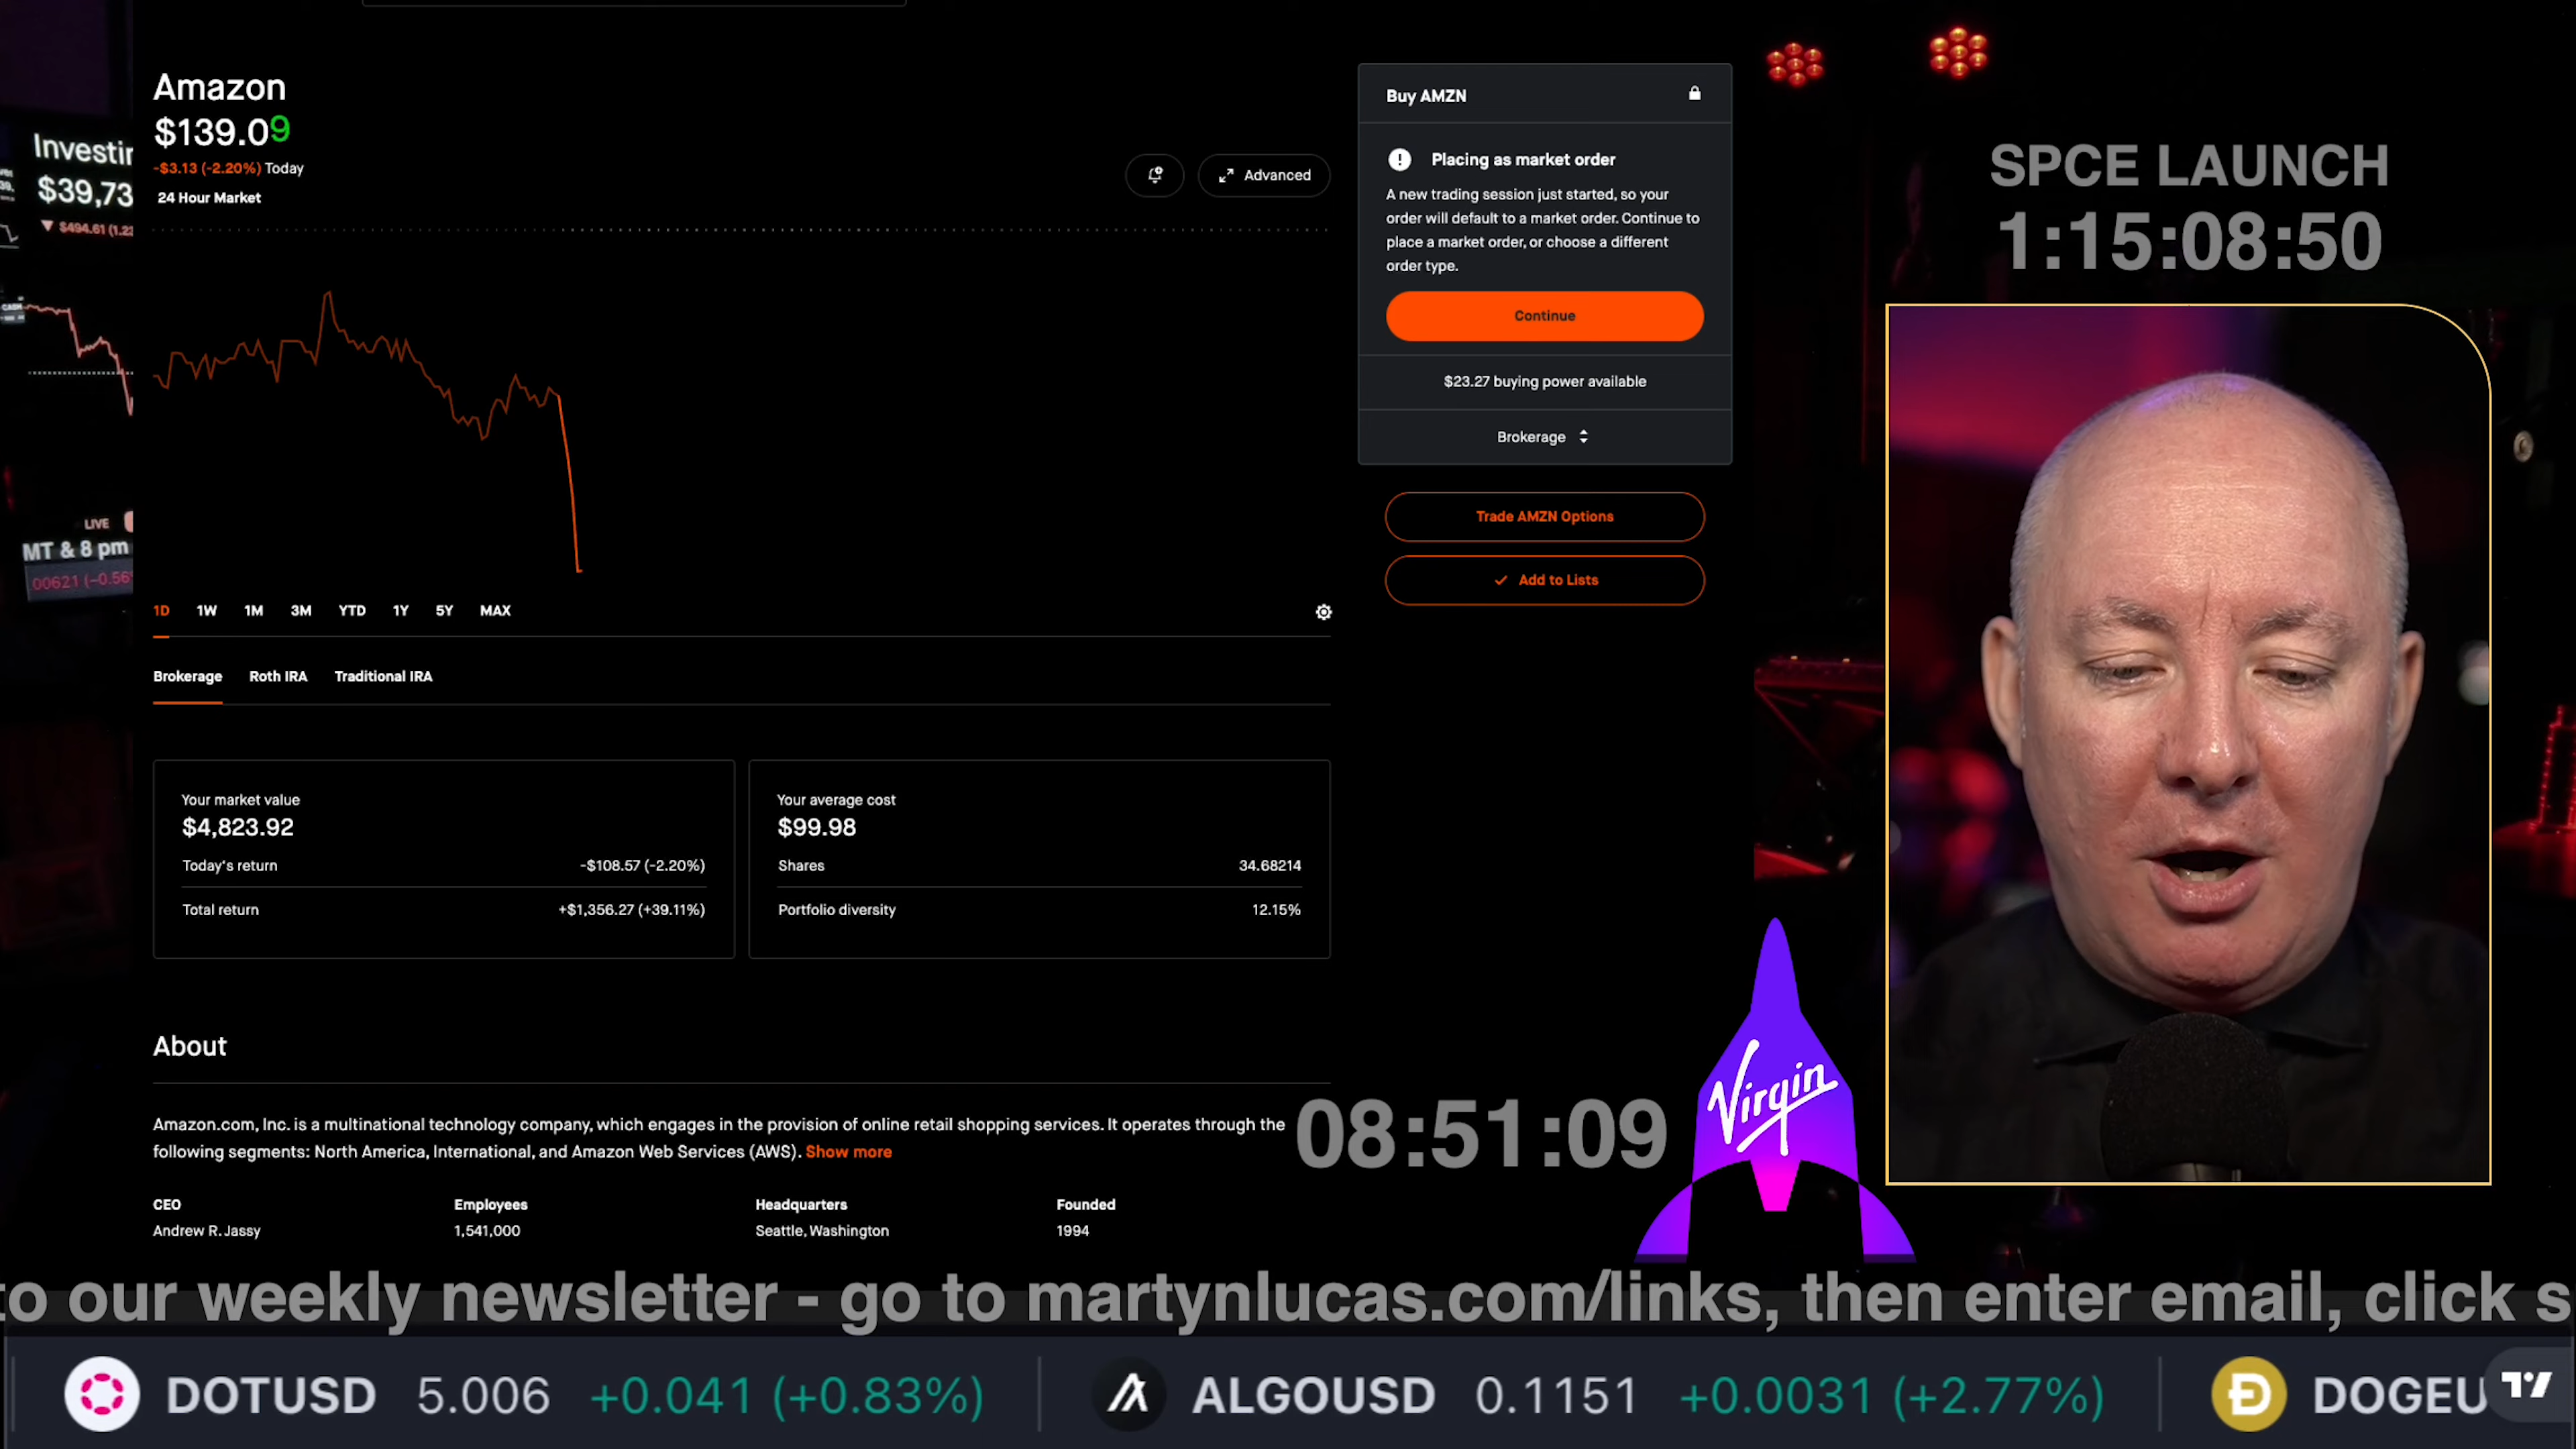 Amazon
$139.09
-$3.13 (-2.20%) Today
24 Hour Market
Advanced
Investin
$39,73
$494.61 (1.23
LIVE
MT & 8 pm
00621 (-0.56%
1D 1W 1M 3M YTD 1Y 5Y MAX
Brokerage Roth IRA Traditional IRA
Your market value
$4,823.92
Today's return -$108.57 (-2.20%)
Total return +$1,356.27 (+39.11%)
Your average cost
$99.98
Shares 34.68214
Portfolio diversity 12.15%
About
Amazon.com, Inc. is a multinational technology company, which engages in the provision of online retail shopping services. It operates through the
following segments: North America, International, and Amazon Web Services (AWS). Show more
CEO Employees Headquarters Founded
Andrew R. Jassy 1,541,000 Seattle, Washington 1994
Buy AMZN
Placing as market order
A new trading session just started, so your
order will default to a market order. Continue to
place a market order, or choose a different
order type.
Continue
$23.27 buying power available
Brokerage
Trade AMZN Options
Add to Lists
SPCE LAUNCH
1:15:08:50
08:51:09
Virgin
to our weekly newsletter - go to martynlucas.com/links, then enter email, click s
DOTUSD 5.006 +0.041 (+0.83%) ALGOUSD 0.1151 +0.0031 (+2.77%) DOGEU